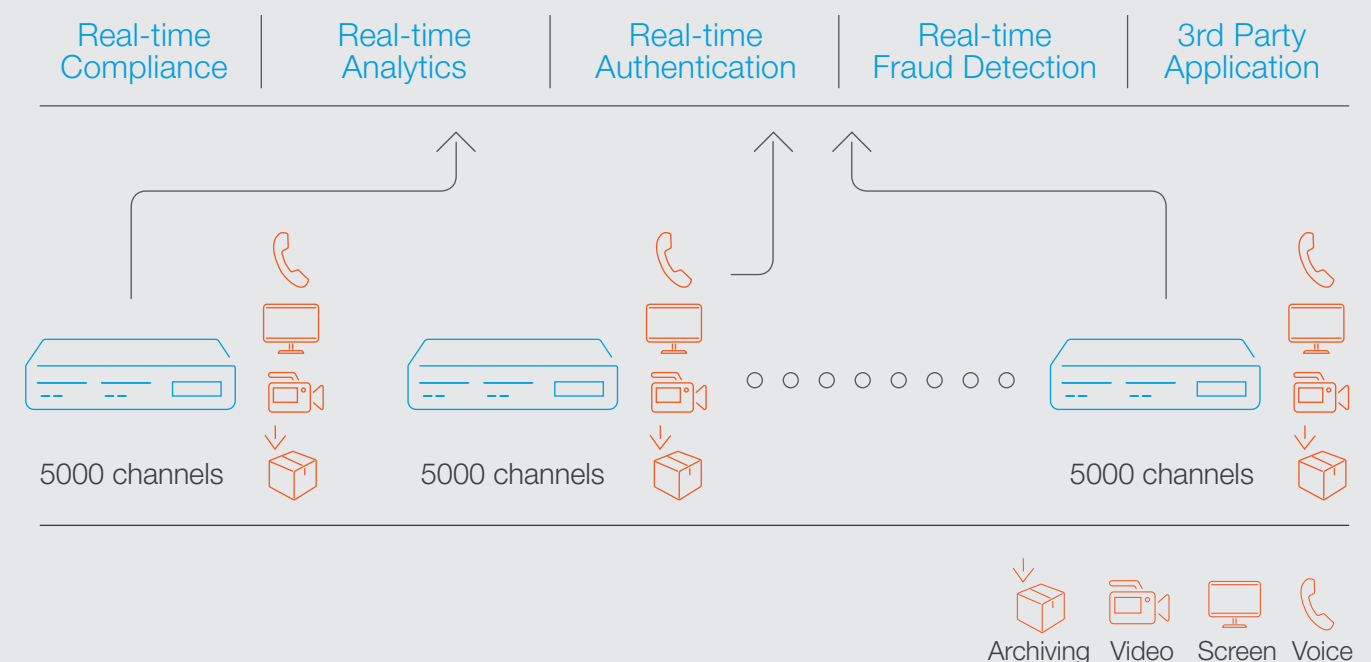 Real-time
Compliance
Real-time
Analytics
Real-time
Authentication
Real-time
Fraud Detection
3rd Party
Application
5000 channels
5000 channels
5000 channels
Archiving
Video
Screen
Voice